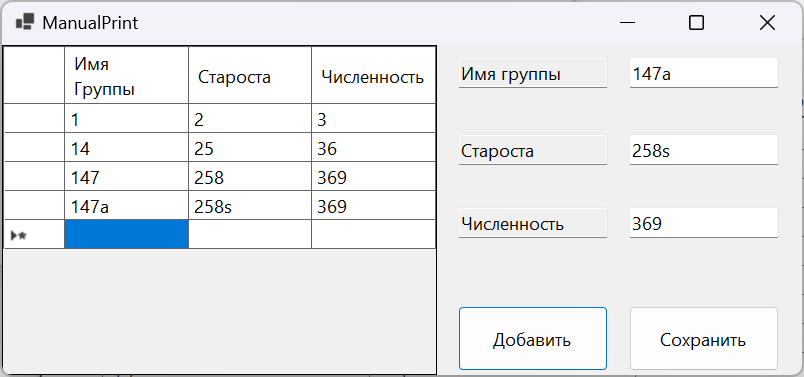 ManualPrint
Имя
Группы
Староста
Численность
1 2 3
14 25 36
147 258 369
147a 258s 369
Имя группы
147a
Староста
258s
Численность
369
Добавить
Сохранить